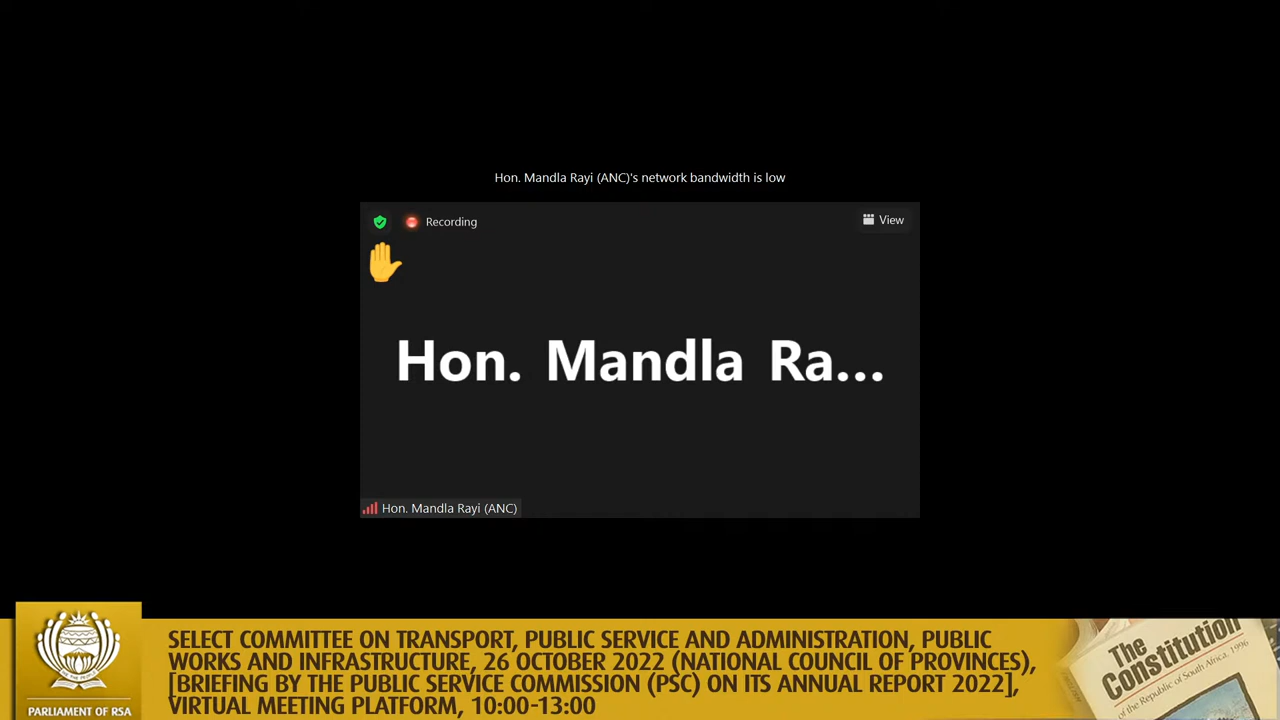 Hon. Mandla Rayi (ANC)'s network bandwidth is low
Recording
View
Hon. Mandla Ra...
Hon. Mandla Rayi (ANC)
SELECT COMMITTEE ON TRANSPORT, PUBLIC SERVICE AND ADMINISTRATION, PUBLIC
WORKS AND INFRASTRUCTURE, 26 OCTOBER 2022 (NATIONAL COUNCIL OF PROVINCES),
[BRIEFING BY THE PUBLIC SERVICE COMMISSION (PSC) ON ITS ANNUAL REPORT 2022],
VIRTUAL MEETING PLATFORM, 10:00-13:00
PARLIAMENT OF RSA
The
Constitution
of the Republic of South Africa, 1996